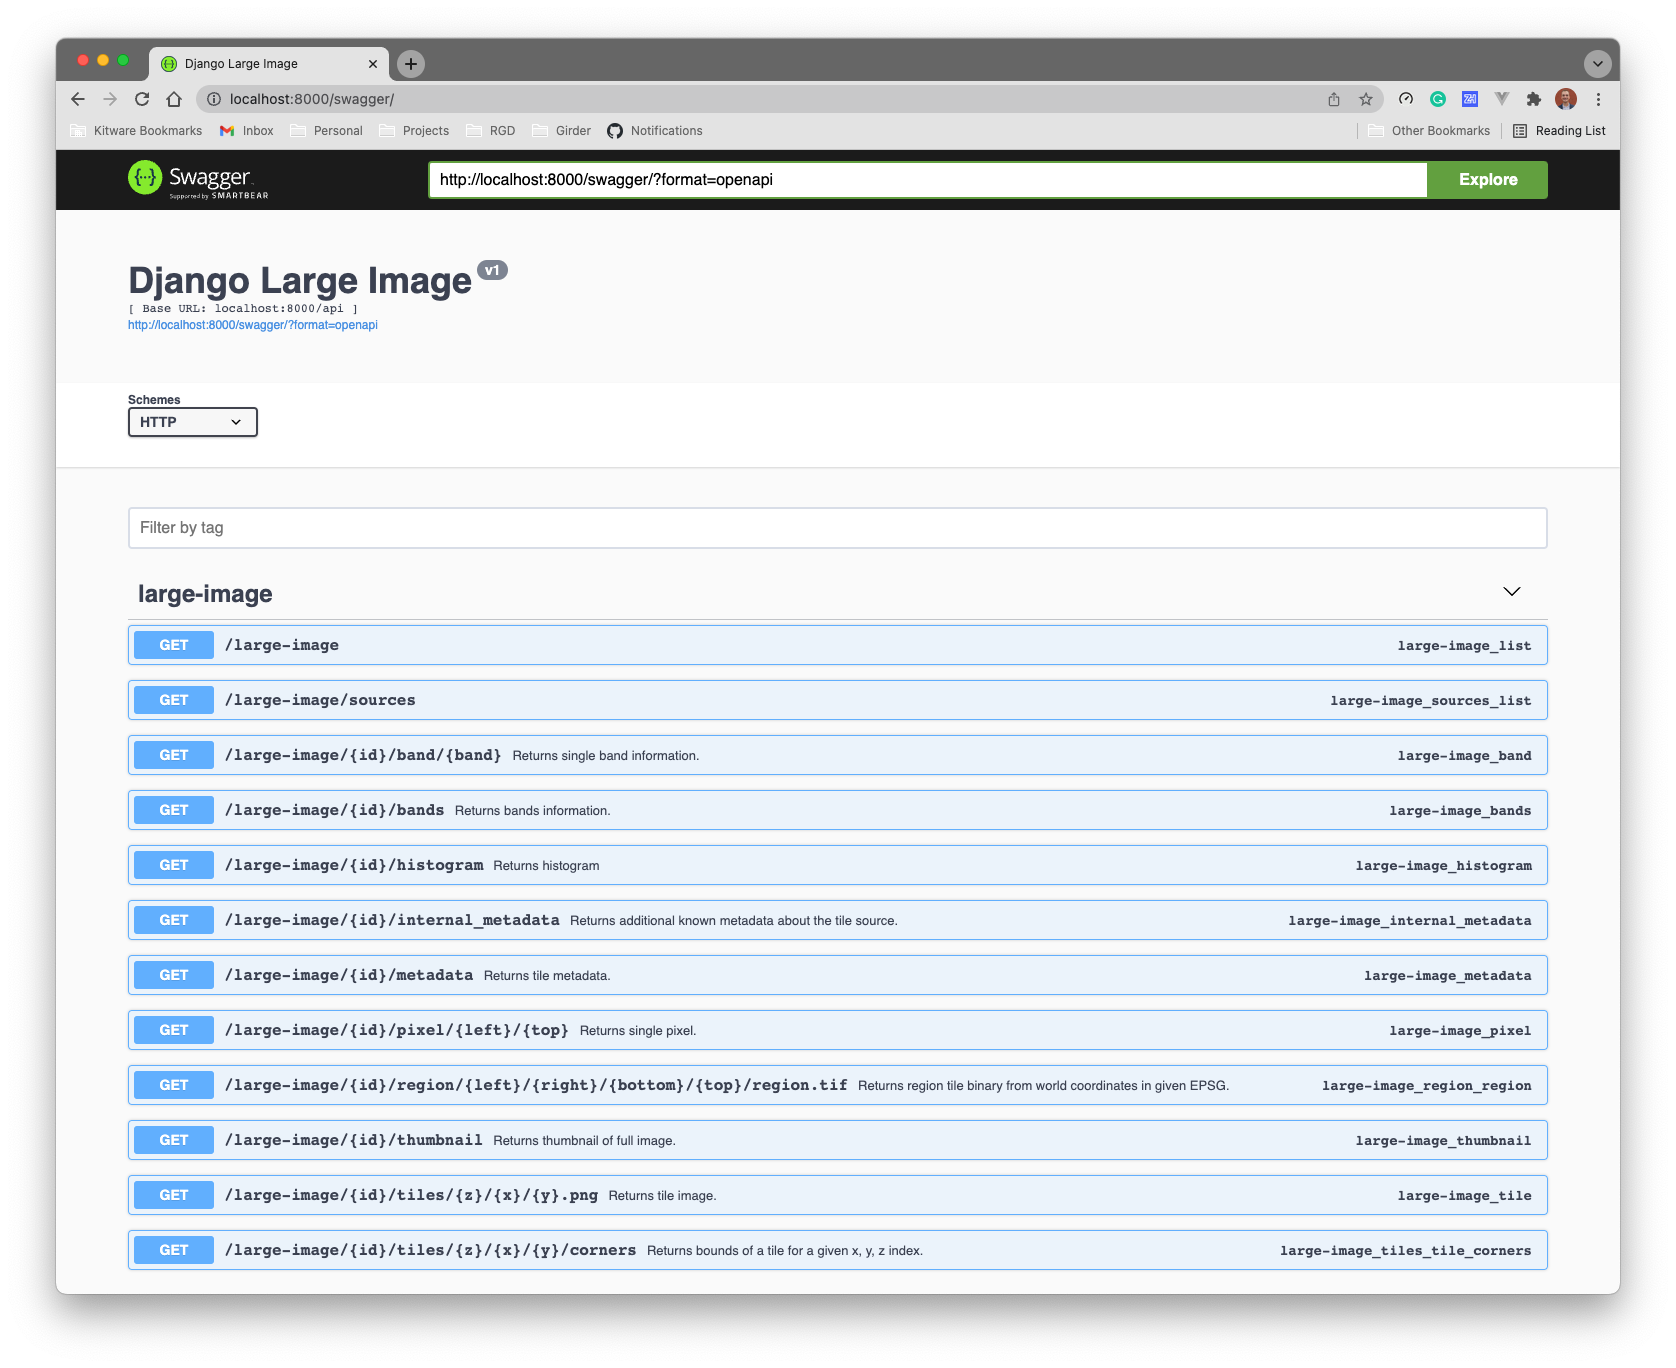 Django Large Image
localhost:8000/swagger/
Kitware Bookmarks Inbox Personal Projects RGD Girder Notifications Other Bookmarks Reading List
{···} Swagger
Supported by SMARTBEAR
http://localhost:8000/swagger/?format=openapi Explore
Django Large Image v1
[ Base URL: localhost:8000/api ]
http://localhost:8000/swagger/?format=openapi
Schemes
HTTP
Filter by tag
large-image
GET /large-image large-image_list
GET /large-image/sources large-image_sources_list
GET /large-image/{id}/band/{band} Returns single band information. large-image_band
GET /large-image/{id}/bands Returns bands information. large-image_bands
GET /large-image/{id}/histogram Returns histogram large-image_histogram
GET /large-image/{id}/internal_metadata Returns additional known metadata about the tile source. large-image_internal_metadata
GET /large-image/{id}/metadata Returns tile metadata. large-image_metadata
GET /large-image/{id}/pixel/{left}/{top} Returns single pixel. large-image_pixel
GET /large-image/{id}/region/{left}/{right}/{bottom}/{top}/region.tif Returns region tile binary from world coordinates in given EPSG. large-image_region_region
GET /large-image/{id}/thumbnail Returns thumbnail of full image. large-image_thumbnail
GET /large-image/{id}/tiles/{z}/{x}/{y}.png Returns tile image. large-image_tile
GET /large-image/{id}/tiles/{z}/{x}/{y}/corners Returns bounds of a tile for a given x, y, z index. large-image_tiles_tile_corners